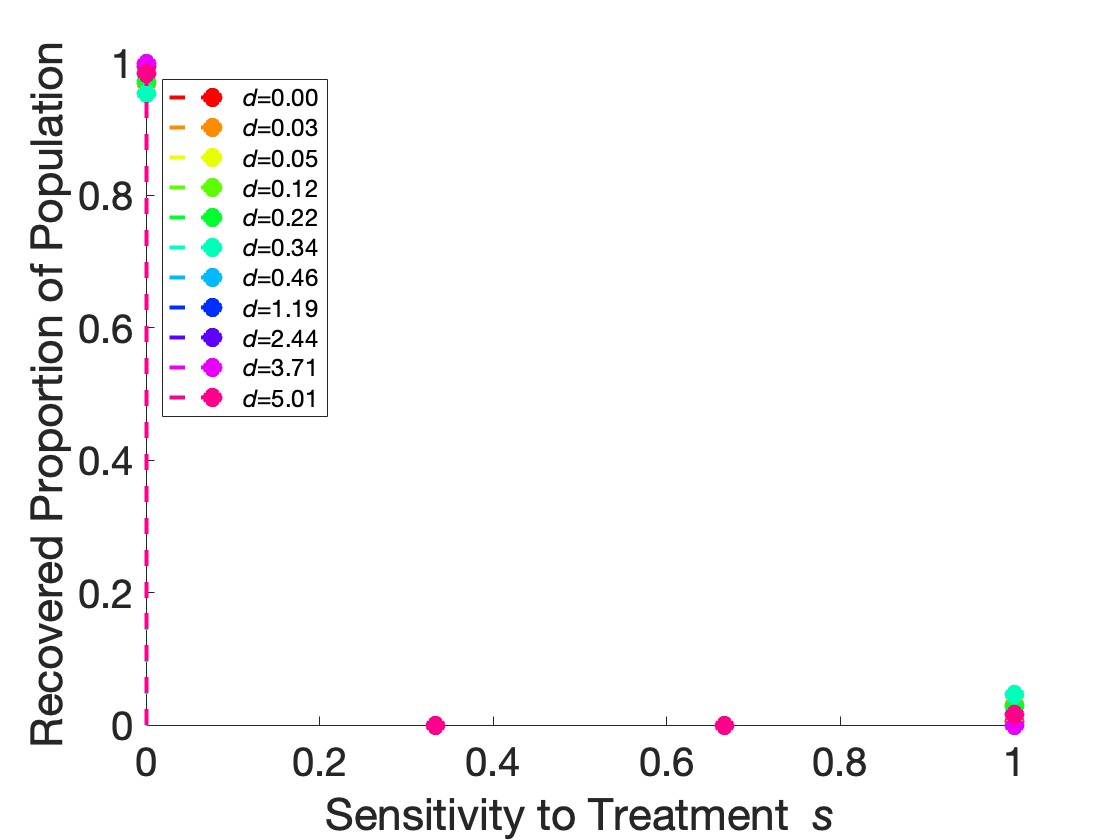 Recovered Proportion of Population
1
0.8
0.6
0.4
0.2
0
d=0.00
d=0.03
d=0.05
d=0.12
d=0.22
d=0.34
d=0.46
d=1.19
d=2.44
d=3.71
d=5.01
0 0.2 0.4 0.6 0.8 1
Sensitivity to Treatment s